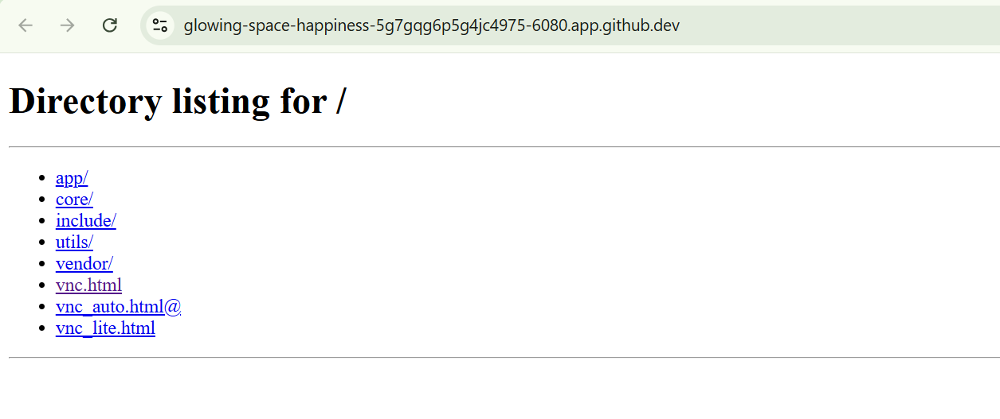 glowing-space-happiness-5g7gqg6p5g4jc4975-6080.app.github.dev
Directory listing for /
app/
core/
include/
utils/
vendor/
vnc.html
vnc_auto.html@
vnc_lite.html